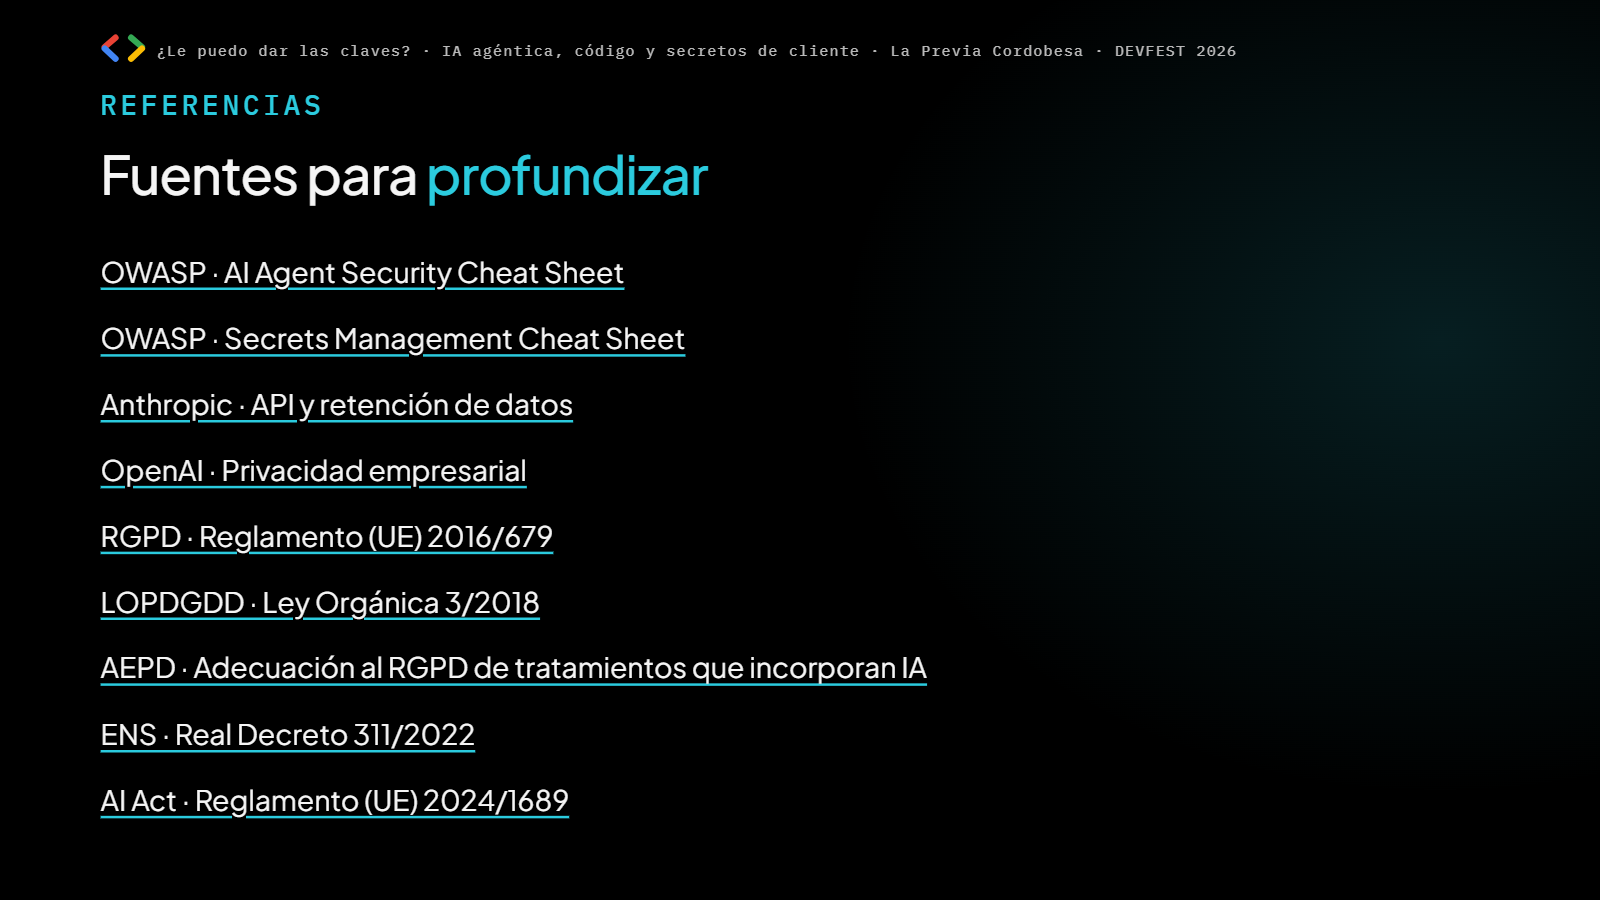 ¿Le puedo dar las claves? · IA agéntica, código y secretos de cliente · La Previa Cordobesa · DEVFEST 2026
REFERENCIAS
Fuentes para profundizar
OWASP · AI Agent Security Cheat Sheet
OWASP · Secrets Management Cheat Sheet
Anthropic · API y retención de datos
OpenAI · Privacidad empresarial
RGPD · Reglamento (UE) 2016/679
LOPDGDD · Ley Orgánica 3/2018
AEPD · Adecuación al RGPD de tratamientos que incorporan IA
ENS · Real Decreto 311/2022
AI Act · Reglamento (UE) 2024/1689